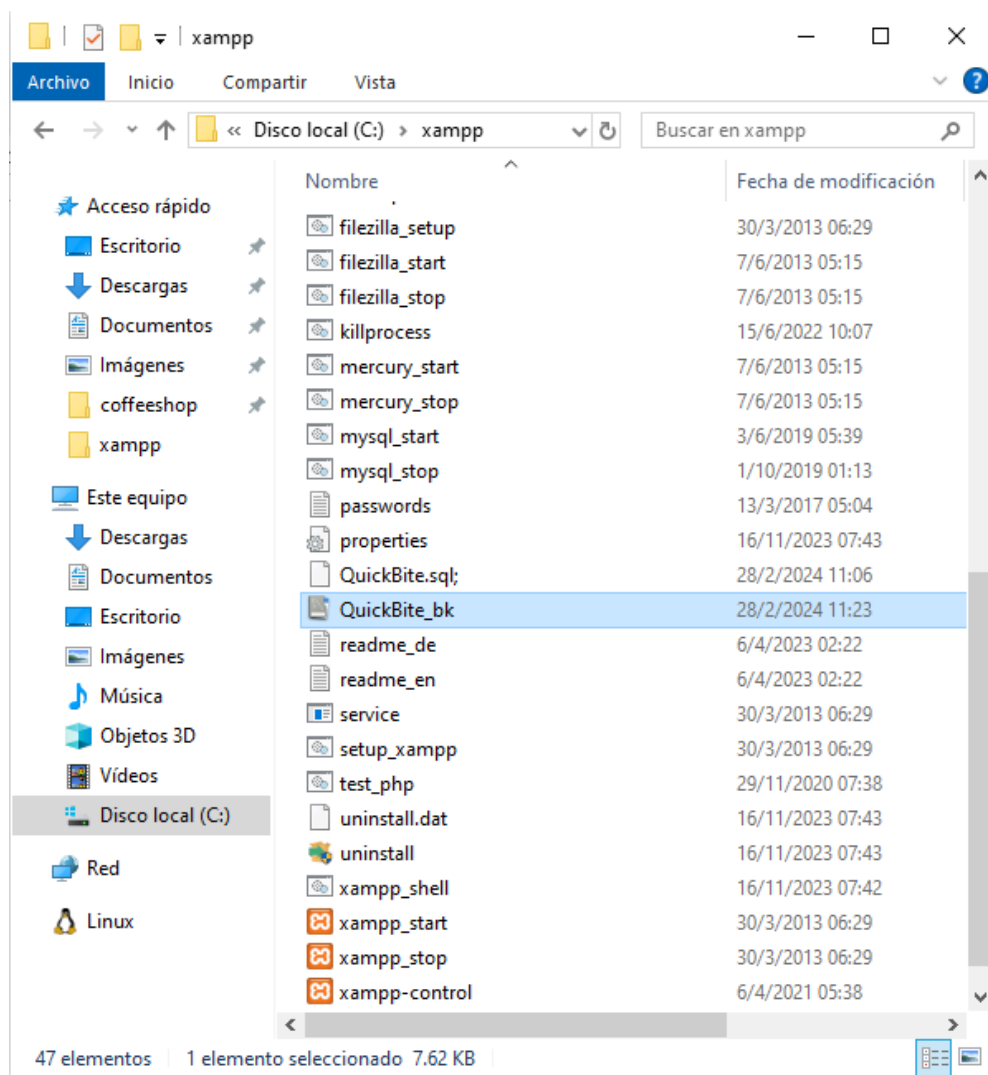 xampp
Archivo Inicio Compartir Vista
« Disco local (C:) › xampp
Buscar en xampp
Acceso rápido
Escritorio
Descargas
Documentos
Imágenes
coffeeshop
xampp
Este equipo
Descargas
Documentos
Escritorio
Imágenes
Música
Objetos 3D
Vídeos
Disco local (C:)
Red
Linux
Nombre Fecha de modificación
filezilla_setup 30/3/2013 06:29
filezilla_start 7/6/2013 05:15
filezilla_stop 7/6/2013 05:15
killprocess 15/6/2022 10:07
mercury_start 7/6/2013 05:15
mercury_stop 7/6/2013 05:15
mysql_start 3/6/2019 05:39
mysql_stop 1/10/2019 01:13
passwords 13/3/2017 05:04
properties 16/11/2023 07:43
QuickBite.sql; 28/2/2024 11:06
QuickBite_bk 28/2/2024 11:23
readme_de 6/4/2023 02:22
readme_en 6/4/2023 02:22
service 30/3/2013 06:29
setup_xampp 30/3/2013 06:29
test_php 29/11/2020 07:38
uninstall.dat 16/11/2023 07:43
uninstall 16/11/2023 07:43
xampp_shell 16/11/2023 07:42
xampp_start 30/3/2013 06:29
xampp_stop 30/3/2013 06:29
xampp-control 6/4/2021 05:38
47 elementos 1 elemento seleccionado 7.62 KB